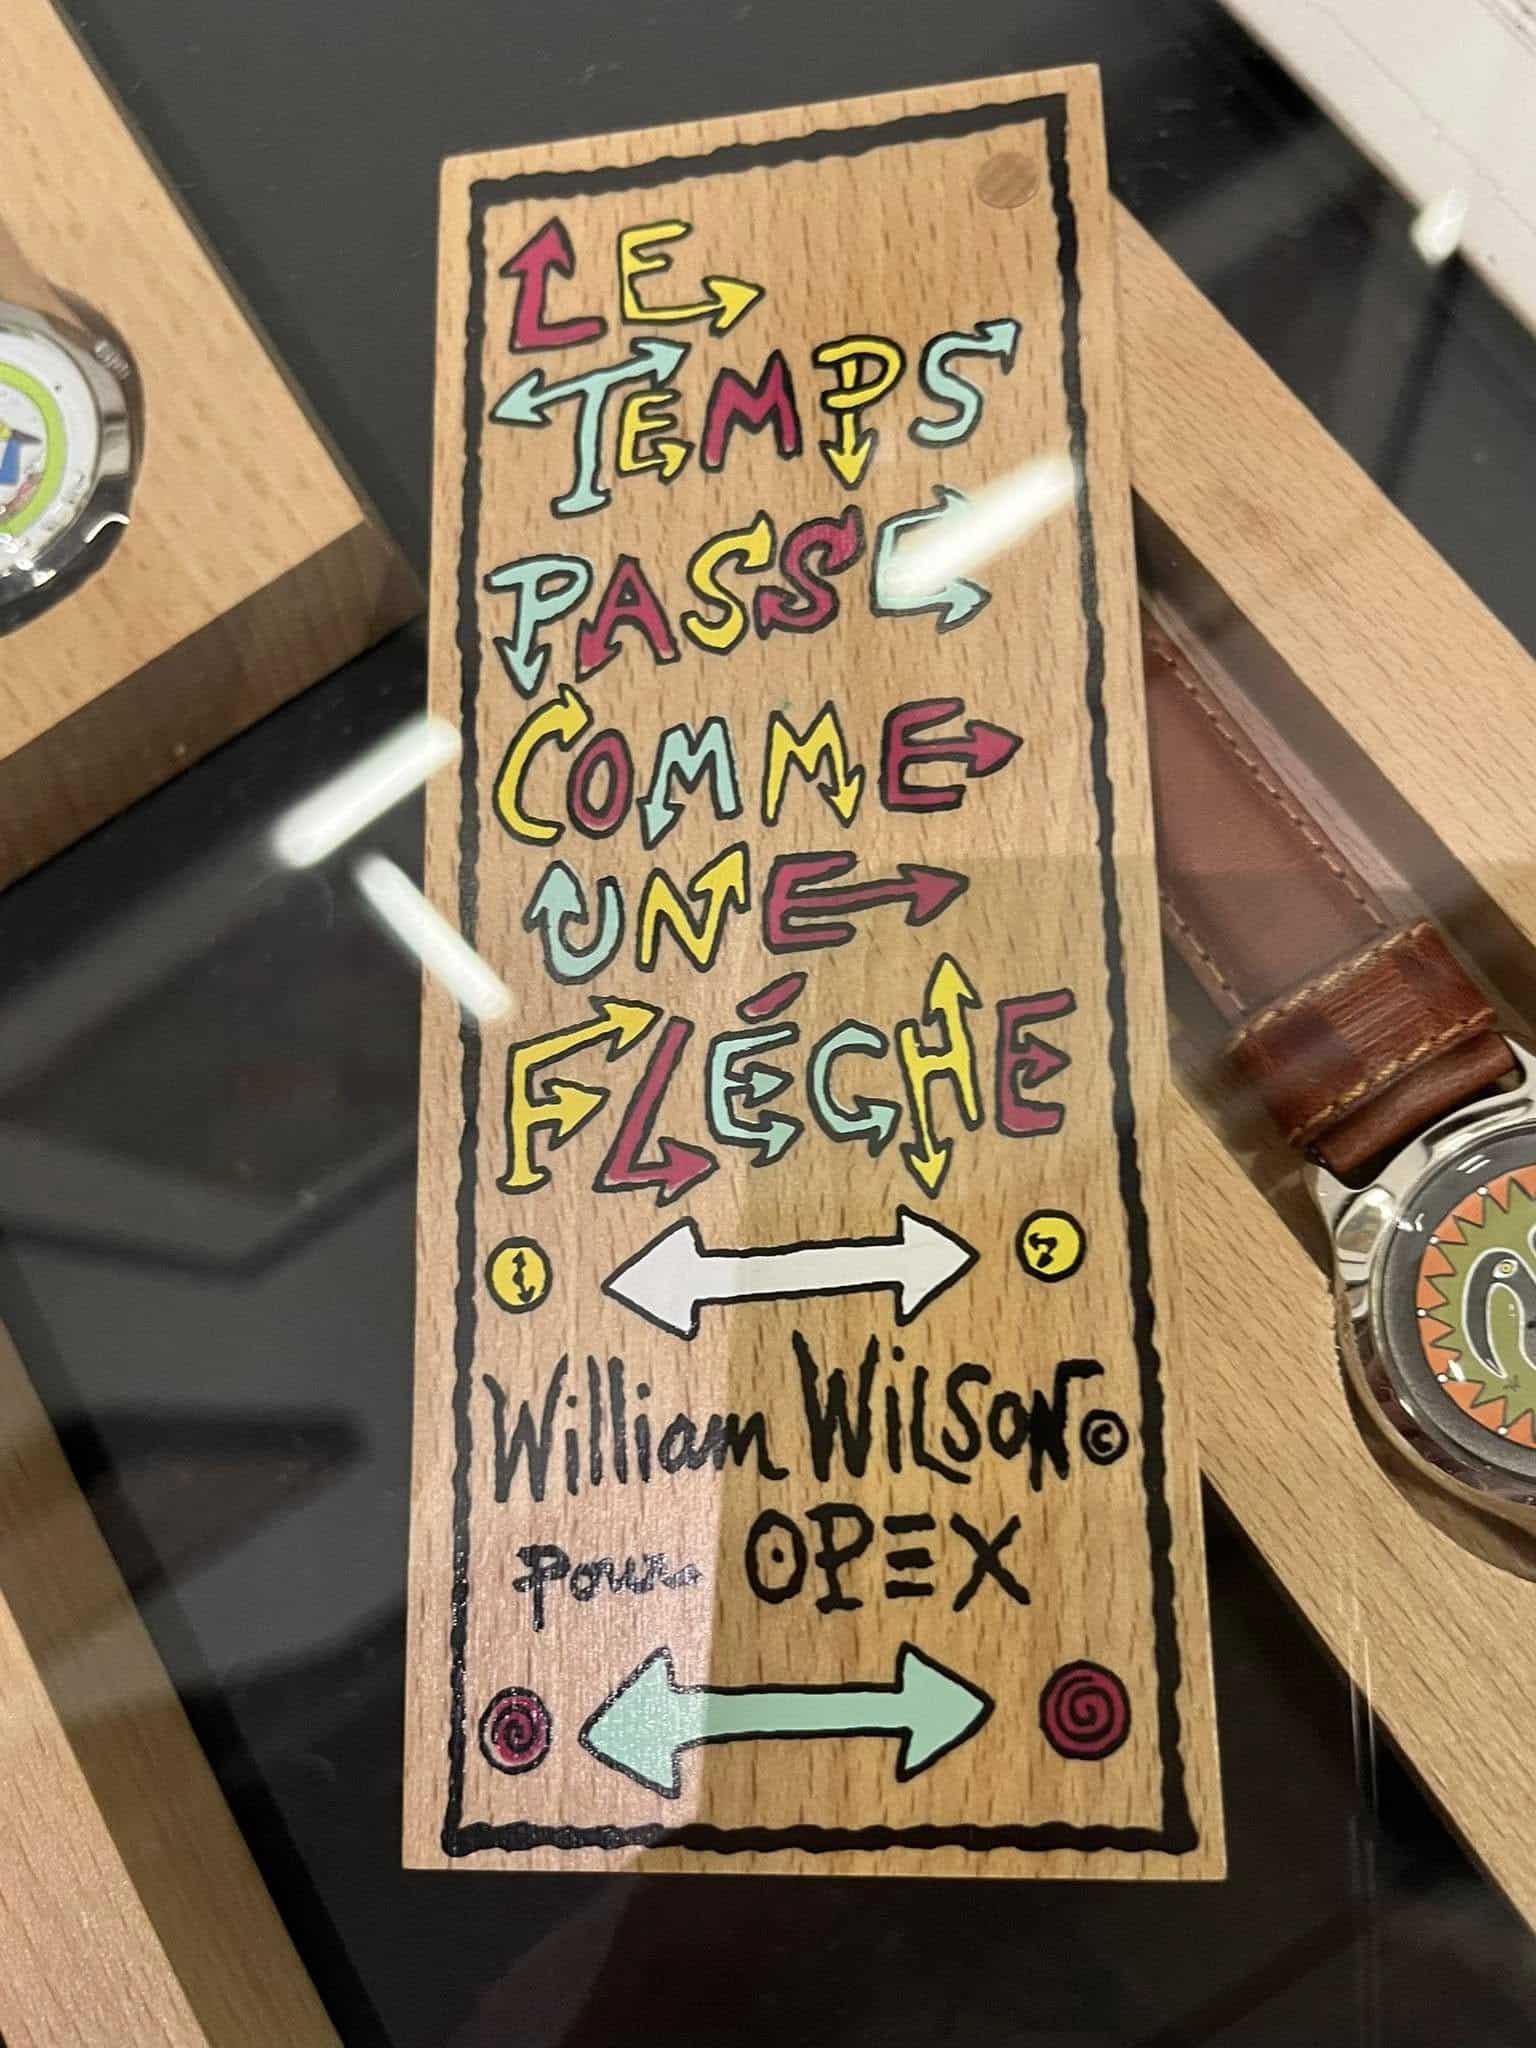 LE
TEMPS
PASSE
COMME
UNE
FLÉCHE
William WiLSON ©
pour OPEX